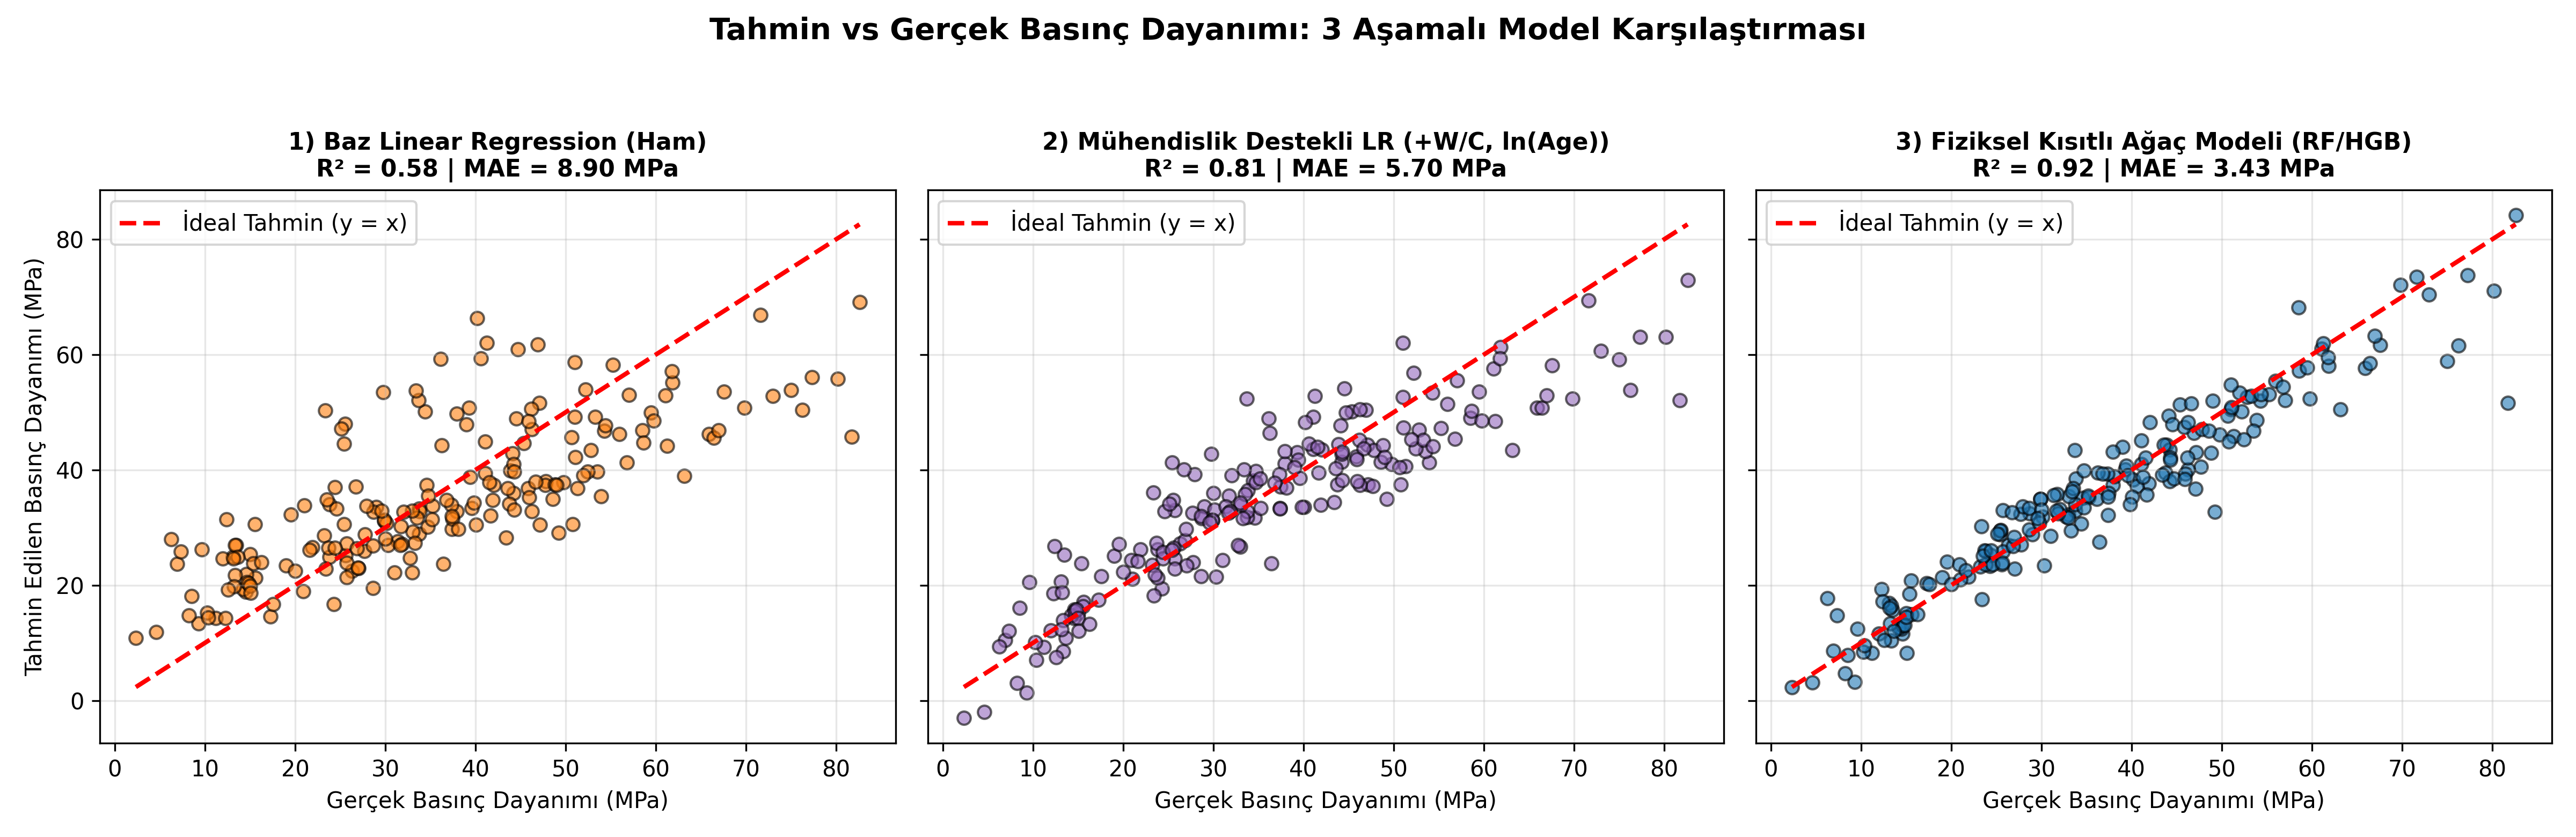 Tahmin vs Gerçek Basınç Dayanımı: 3 Aşamalı Model Karşılaştırması
1) Baz Linear Regression (Ham)
R² = 0.58 | MAE = 8.90 MPa
İdeal Tahmin (y = x)
Tahmin Edilen Basınç Dayanımı (MPa)
80
60
40
20
0
0 10 20 30 40 50 60 70 80
Gerçek Basınç Dayanımı (MPa)
2) Mühendislik Destekli LR (+W/C, ln(Age))
R² = 0.81 | MAE = 5.70 MPa
İdeal Tahmin (y = x)
0 10 20 30 40 50 60 70 80
Gerçek Basınç Dayanımı (MPa)
3) Fiziksel Kısıtlı Ağaç Modeli (RF/HGB)
R² = 0.92 | MAE = 3.43 MPa
İdeal Tahmin (y = x)
0 10 20 30 40 50 60 70 80
Gerçek Basınç Dayanımı (MPa)